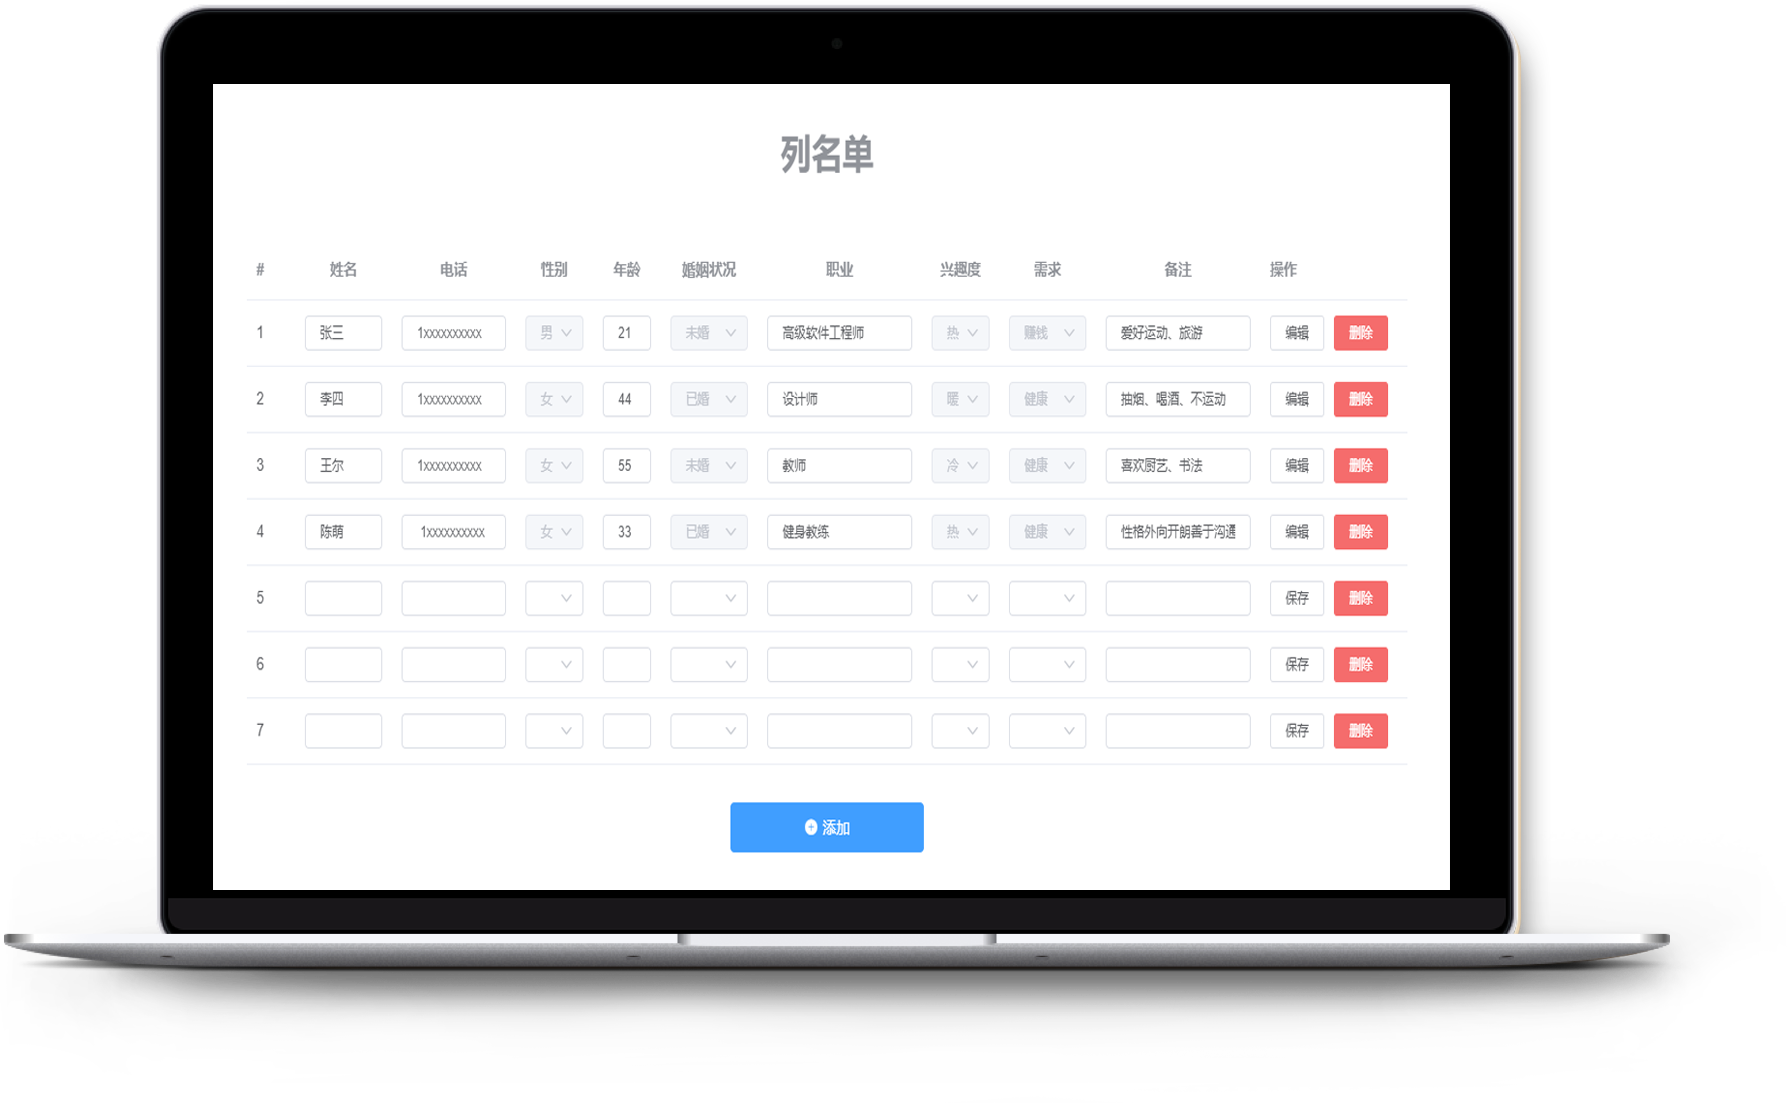 列名单
# 姓名 电话 性别 年龄 婚姻状况 职业 兴趣度 需求 备注 操作
1 张三 1xxxxxxxxxx 男 21 未婚 高级软件工程师 热 赚钱 爱好运动、旅游 编辑 删除
2 李四 1xxxxxxxxxx 女 44 已婚 设计师 暖 健康 抽烟、喝酒、不运动 编辑 删除
3 王尔 1xxxxxxxxxx 女 55 未婚 教师 冷 健康 喜欢厨艺、书法 编辑 删除
4 陈萌 1xxxxxxxxxx 女 33 已婚 健身教练 热 健康 性格外向开朗善于沟通 编辑 删除
5 保存 删除
6 保存 删除
7 保存 删除
添加